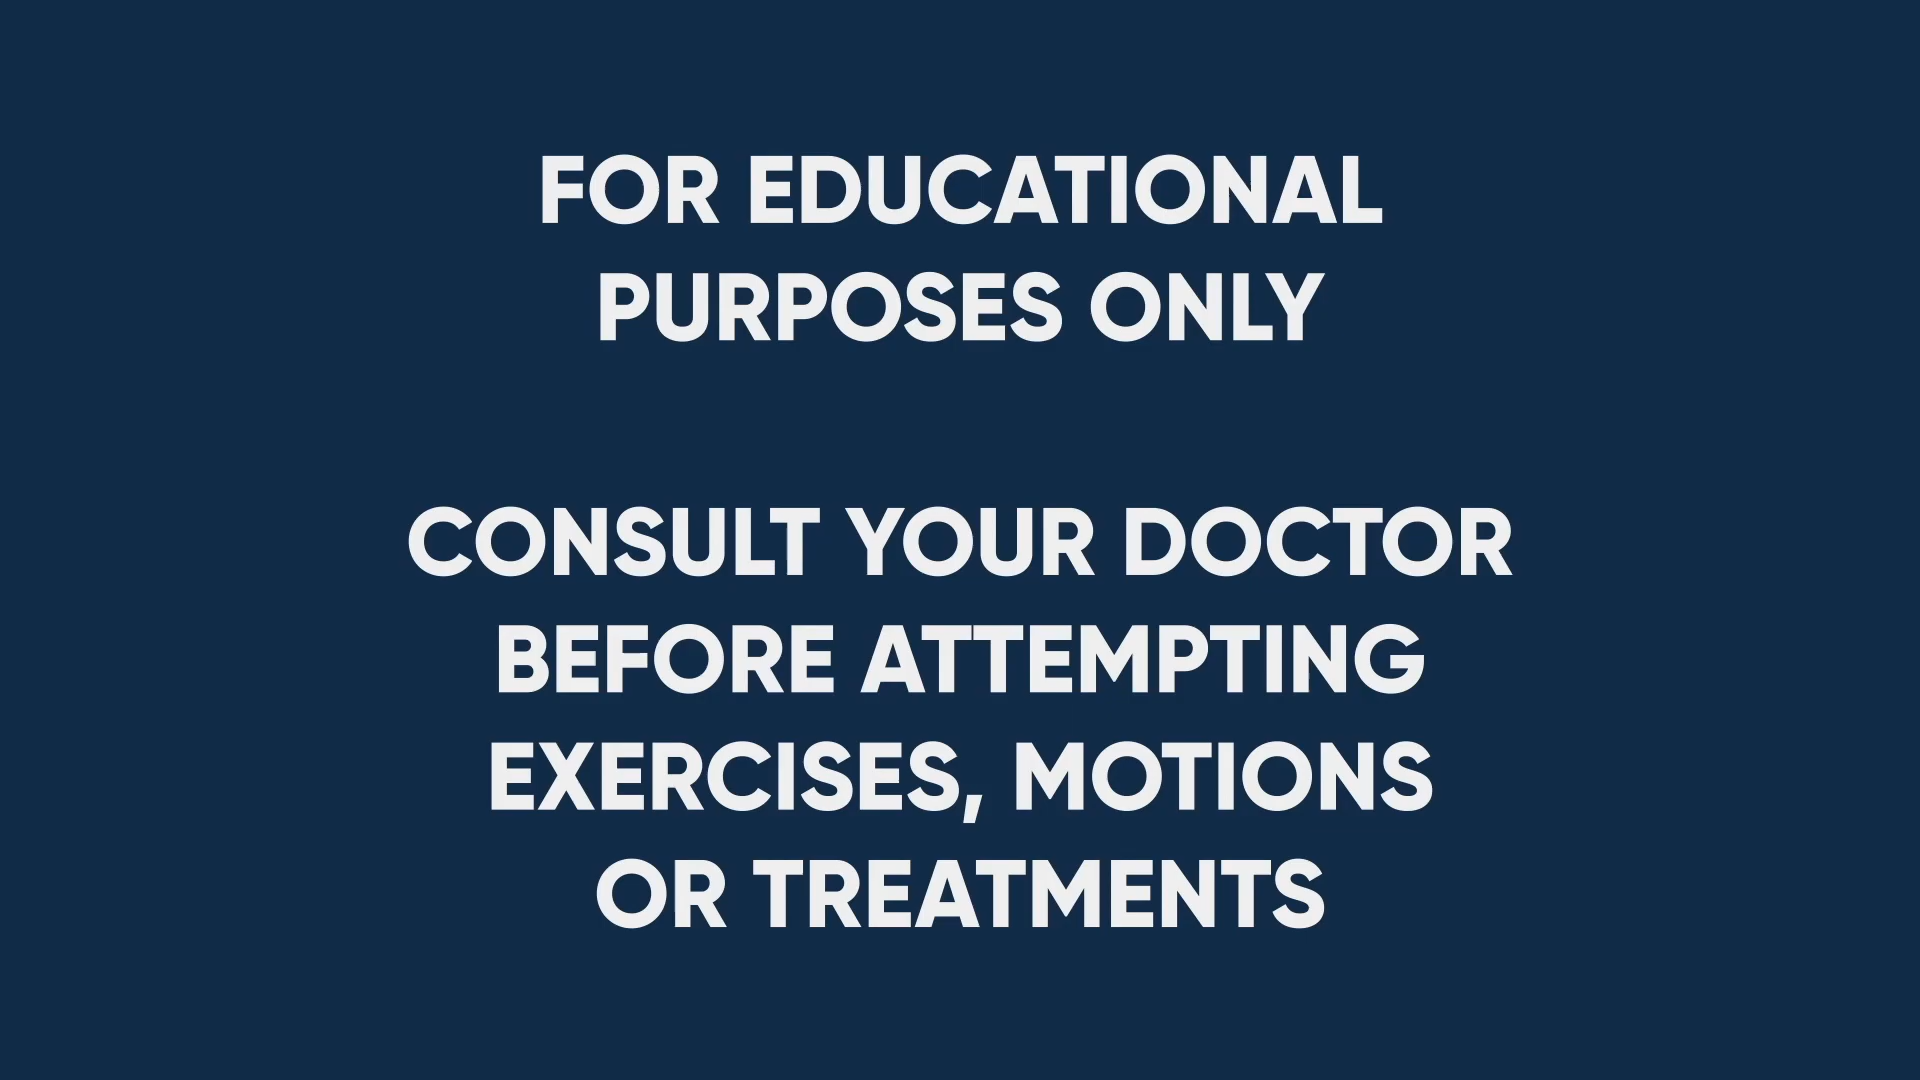 FOR EDUCATIONAL
PURPOSES ONLY
CONSULT YOUR DOCTOR
BEFORE ATTEMPTING
EXERCISES, MOTIONS
OR TREATMENTS